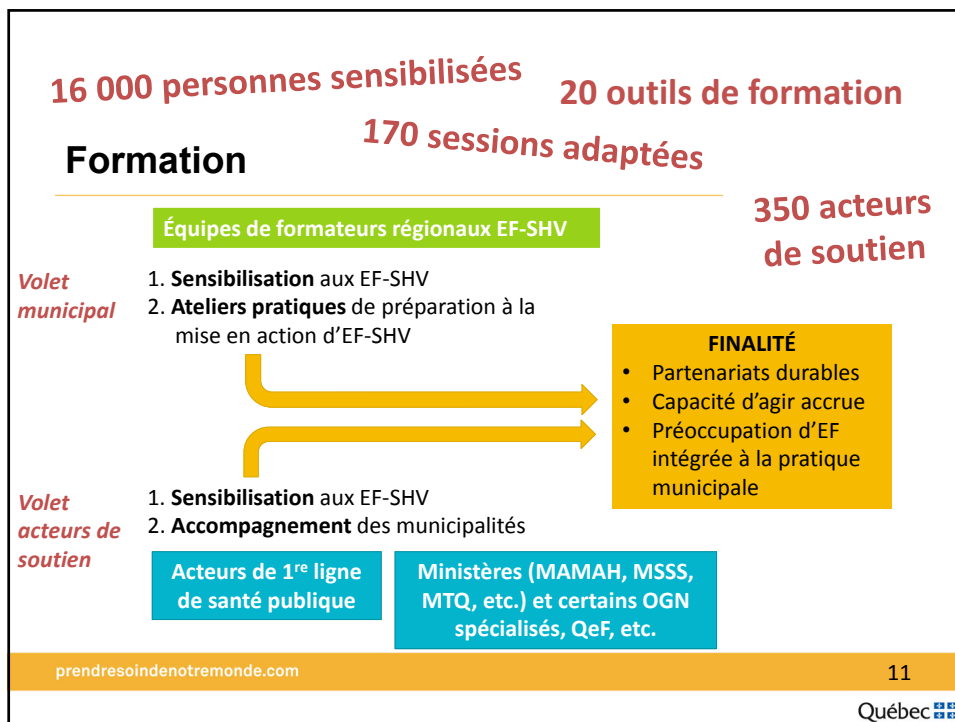 16 000 personnes sensibilisées
20 outils de formation
170 sessions adaptées
Formation
350 acteurs
de soutien
Équipes de formateurs régionaux EF-SHV
Volet
municipal
1. Sensibilisation aux EF-SHV
2. Ateliers pratiques de préparation à la
mise en action d’EF-SHV
FINALITÉ
• Partenariats durables
• Capacité d’agir accrue
• Préoccupation d’EF
intégrée à la pratique
municipale
Volet
acteurs de
soutien
1. Sensibilisation aux EF-SHV
2. Accompagnement des municipalités
Acteurs de 1re ligne
de santé publique
Ministères (MAMAH, MSSS,
MTQ, etc.) et certains OGN
spécialisés, QeF, etc.
prendresoindenotremonde.com
11
Québec